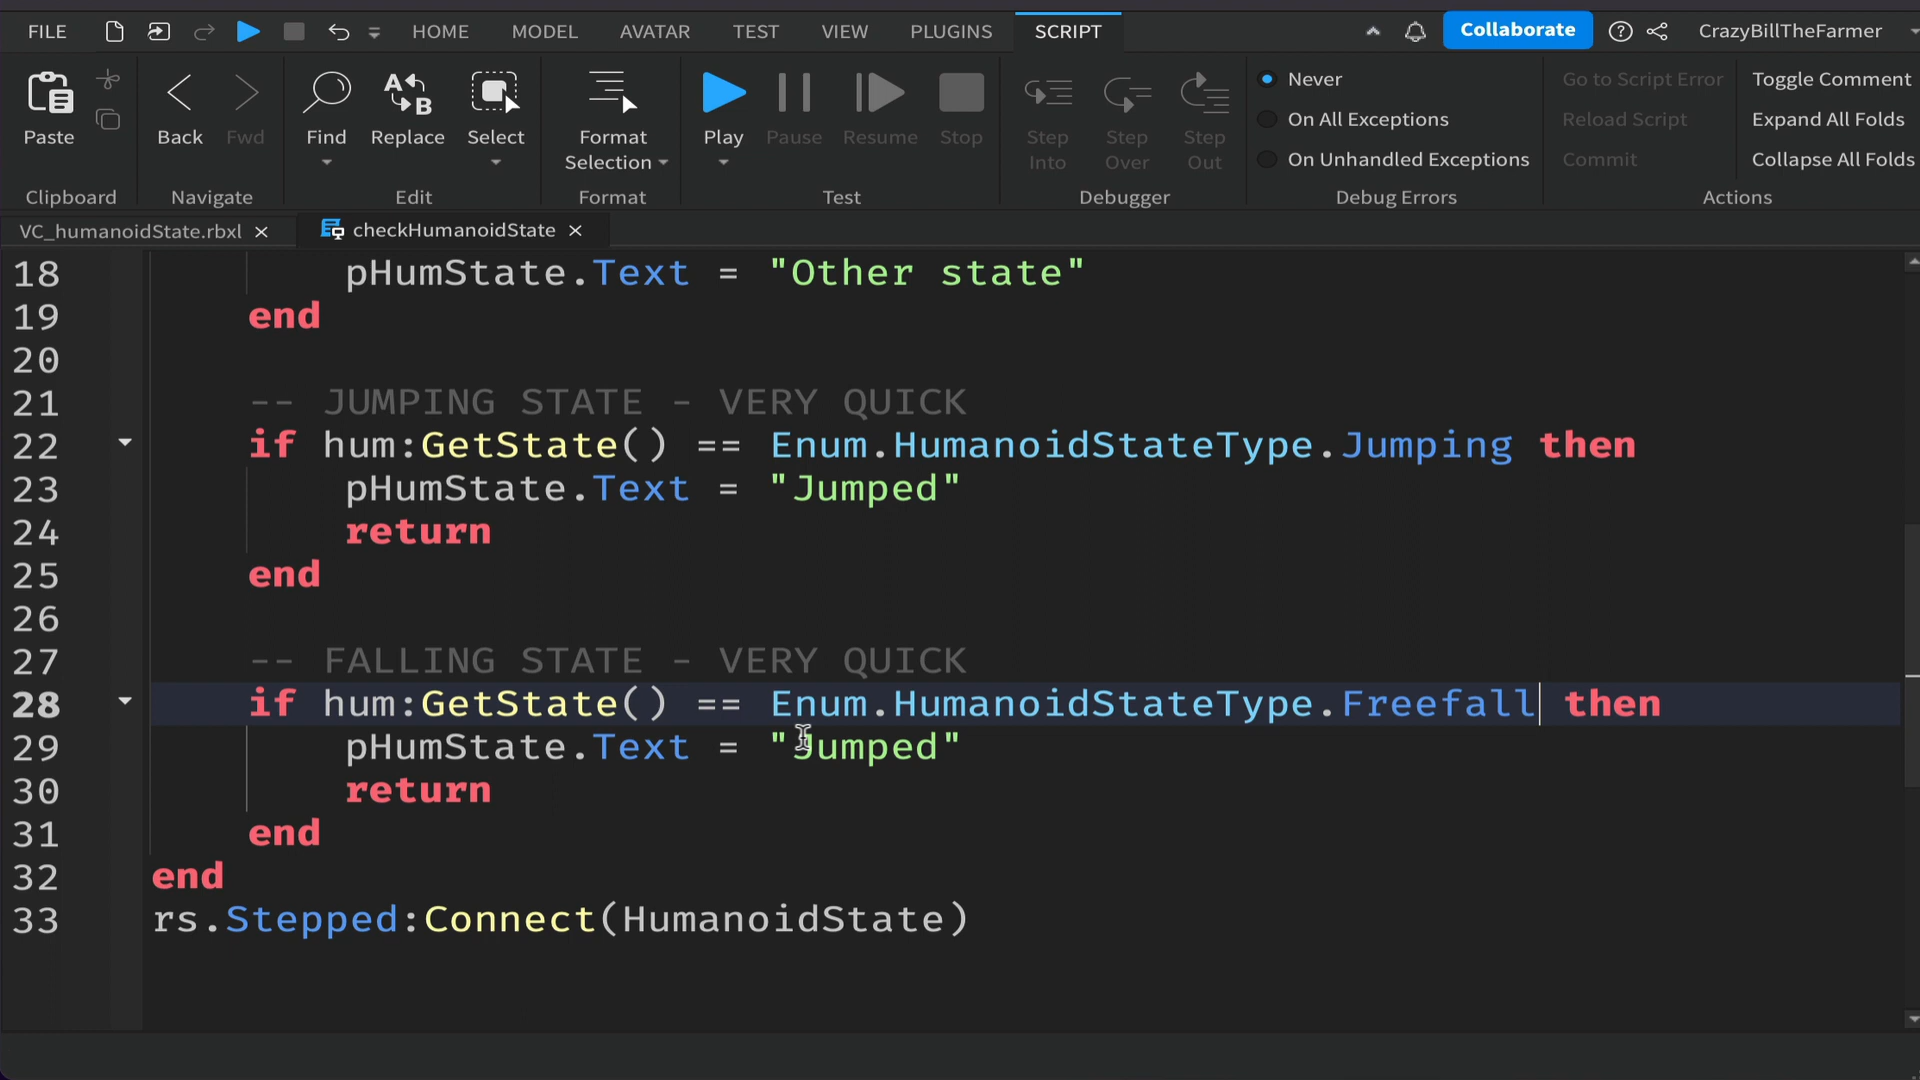 FILE HOME MODEL AVATAR TEST VIEW PLUGINS SCRIPT Collaborate CrazyBillTheFarmer
Paste Back Fwd Find Replace Select Format Selection Play Pause Resume Stop Step Into Step Over Step Out
Never Go to Script Error Toggle Comment
On All Exceptions Reload Script Expand All Folds
On Unhandled Exceptions Commit Collapse All Folds
Clipboard Navigate Edit Format Test Debugger Debug Errors Actions
VC_humanoidState.rbxl checkHumanoidState
18 pHumState.Text = "Other state"
19 end
20
21 -- JUMPING STATE - VERY QUICK
22 if hum:GetState() == Enum.HumanoidStateType.Jumping then
23 pHumState.Text = "Jumped"
24 return
25 end
26
27 -- FALLING STATE - VERY QUICK
28 if hum:GetState() == Enum.HumanoidStateType.Freefall then
29 pHumState.Text = "Jumped"
30 return
31 end
32 end
33 rs.Stepped:Connect(HumanoidState)